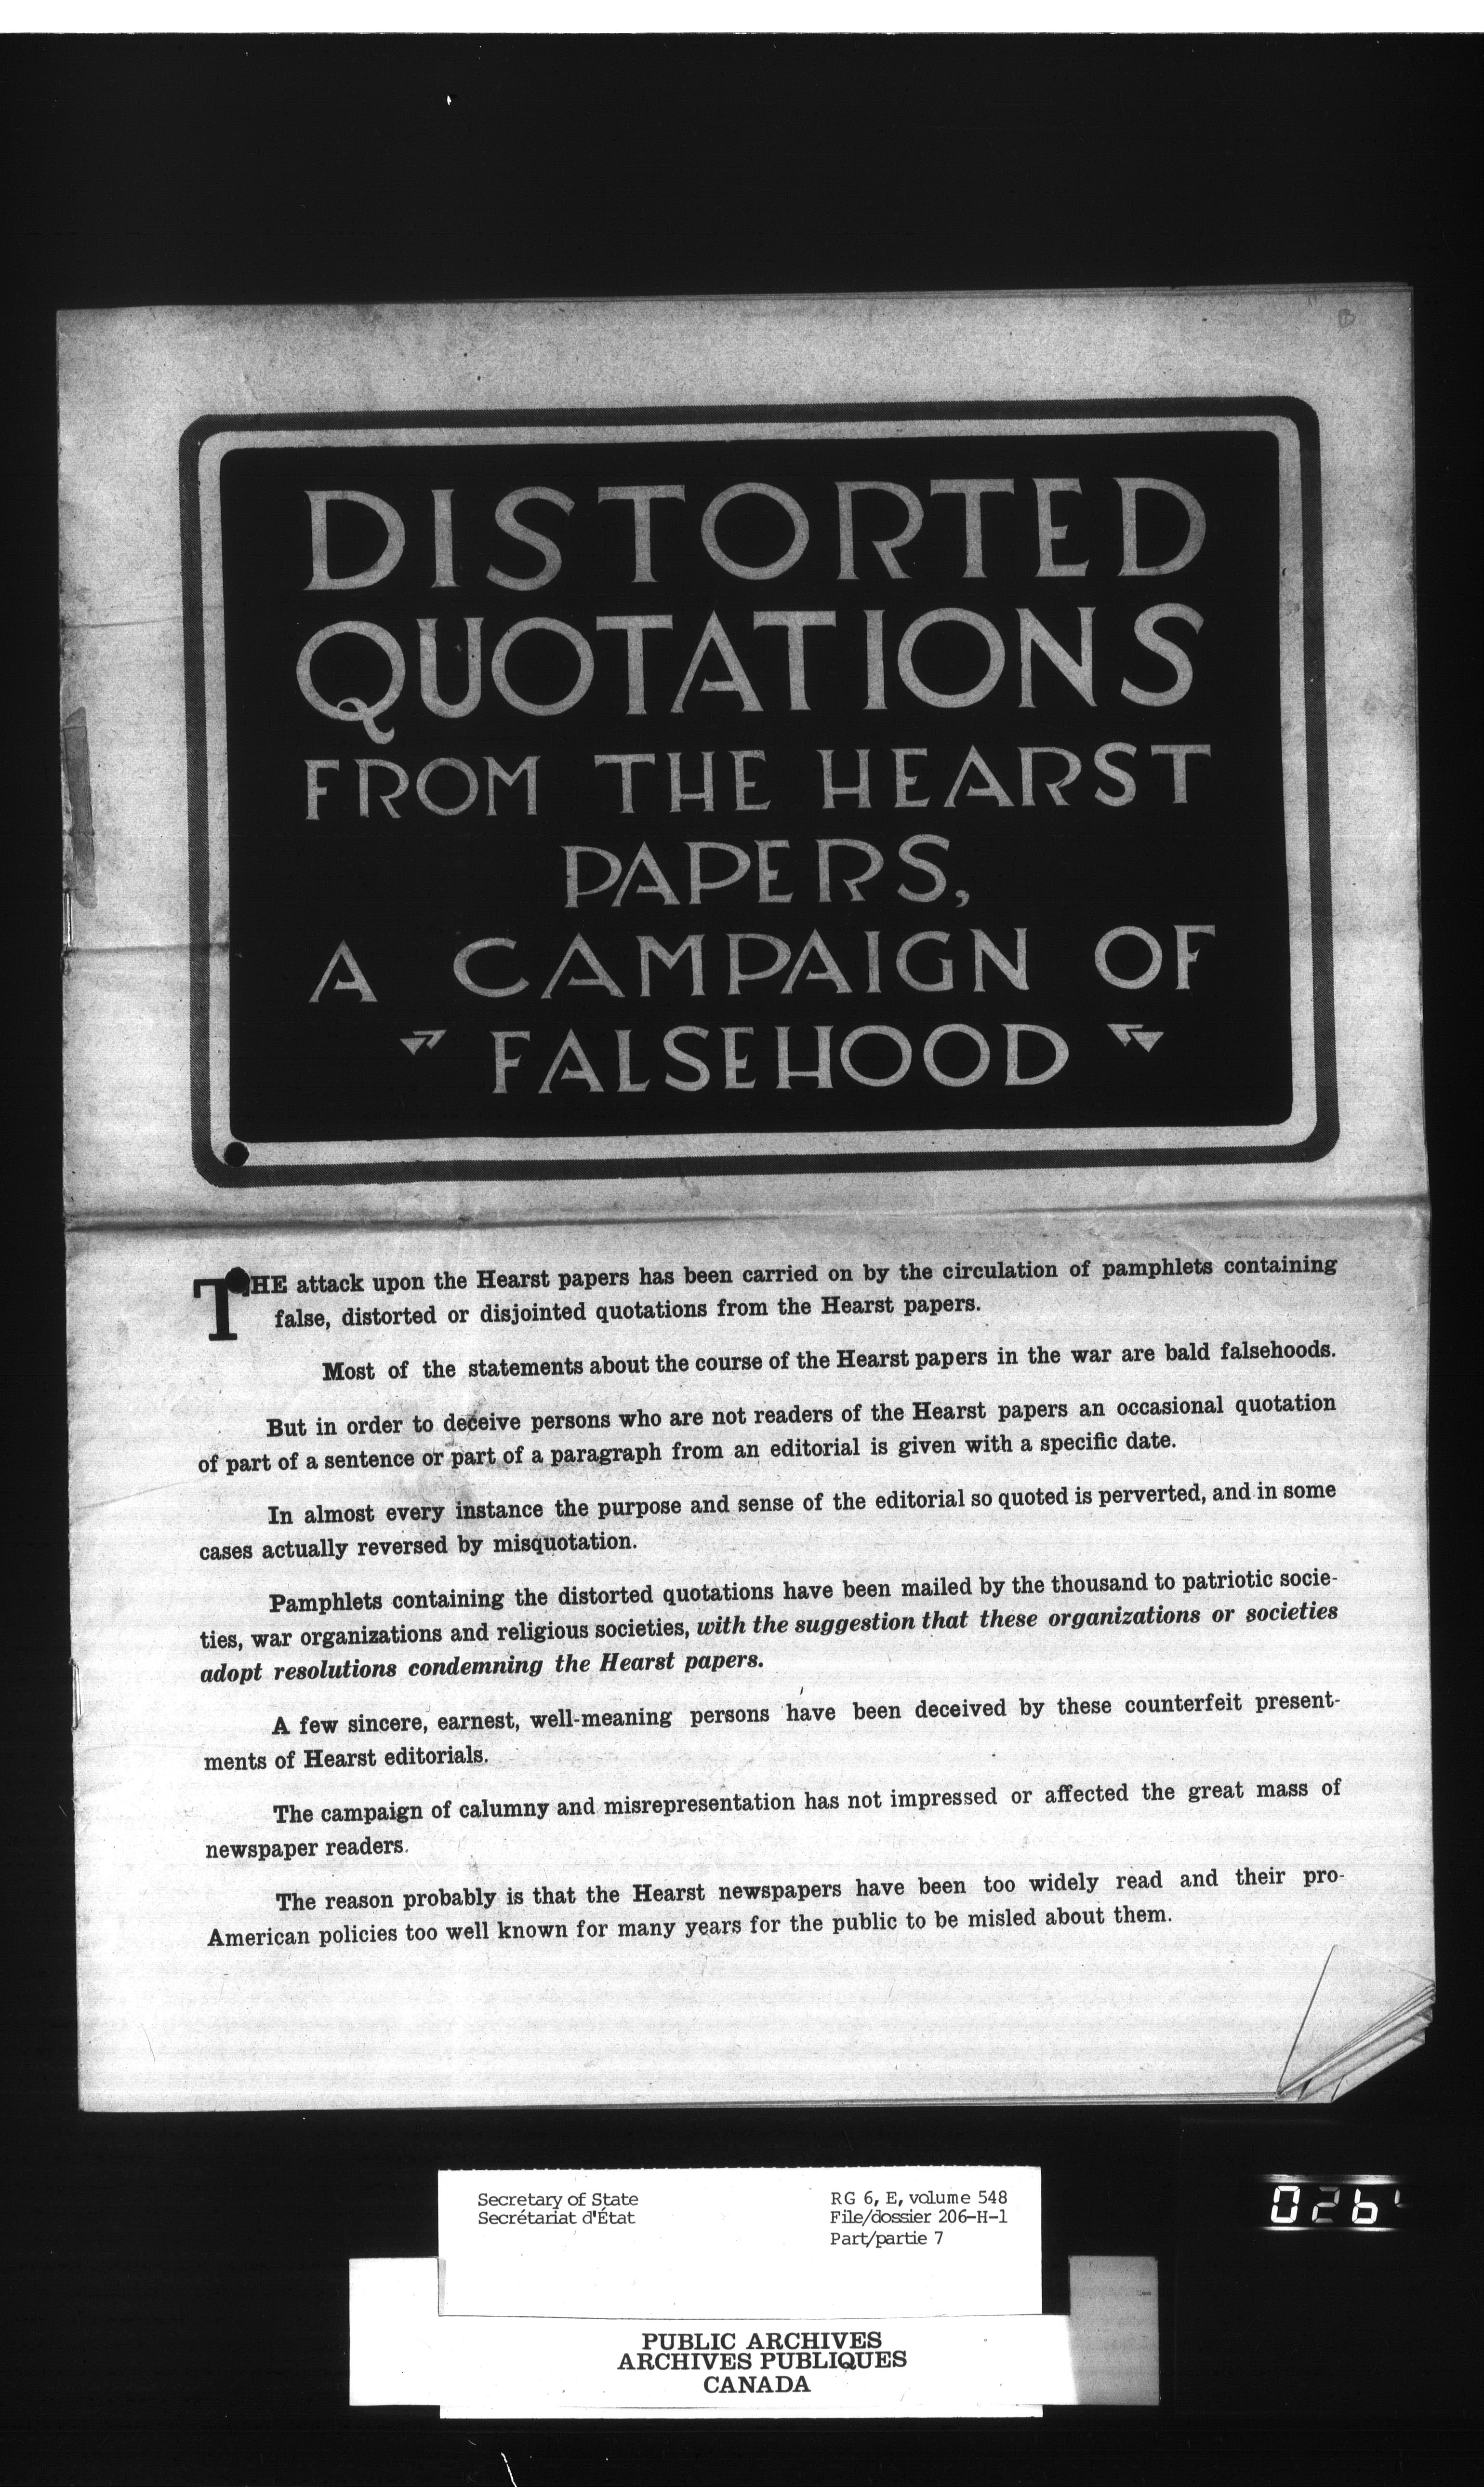 DISTORTED
QUOTATIONS
FROM THE HEARST
PAPERS,
A CAMPAIGN OF
FALSEHOOD
THE attack upon the Hearst papers has been carried on by the circulation of pamphlets containing
false, distorted or disjointed quotations from the Hearst papers.
Most of the statements about the course of the Hearst papers in the war are bald falsehoods.
But in order to deceive persons who are not readers of the Hearst papers an occasional quotation
of part of a sentence or part of a paragraph from an editorial is given with a specific date.
In almost every instance the purpose and sense of the editorial so quoted is perverted, and in some
cases actually reversed by misquotation.
Pamphlets containing the distorted quotations have been mailed by the thousand to patriotic socie-
ties, war organizations and religious societies, with the suggestion that these organizations or societies
adopt resolutions condemning the Hearst papers.
A few sincere, earnest, well-meaning persons have been deceived by these counterfeit present-
ments of Hearst editorials.
The campaign of calumny and misrepresentation has not impressed or affected the great mass of
newspaper readers.
The reason probably is that the Hearst newspapers have been too widely read and their pro-
American policies too well known for many years for the public to be misled about them.
Secretary of State
Secrétariat d'État
RG 6, E, volume 548
File/dossier 206-H-1
Part/partie 7
PUBLIC ARCHIVES
ARCHIVES PUBLIQUES
CANADA